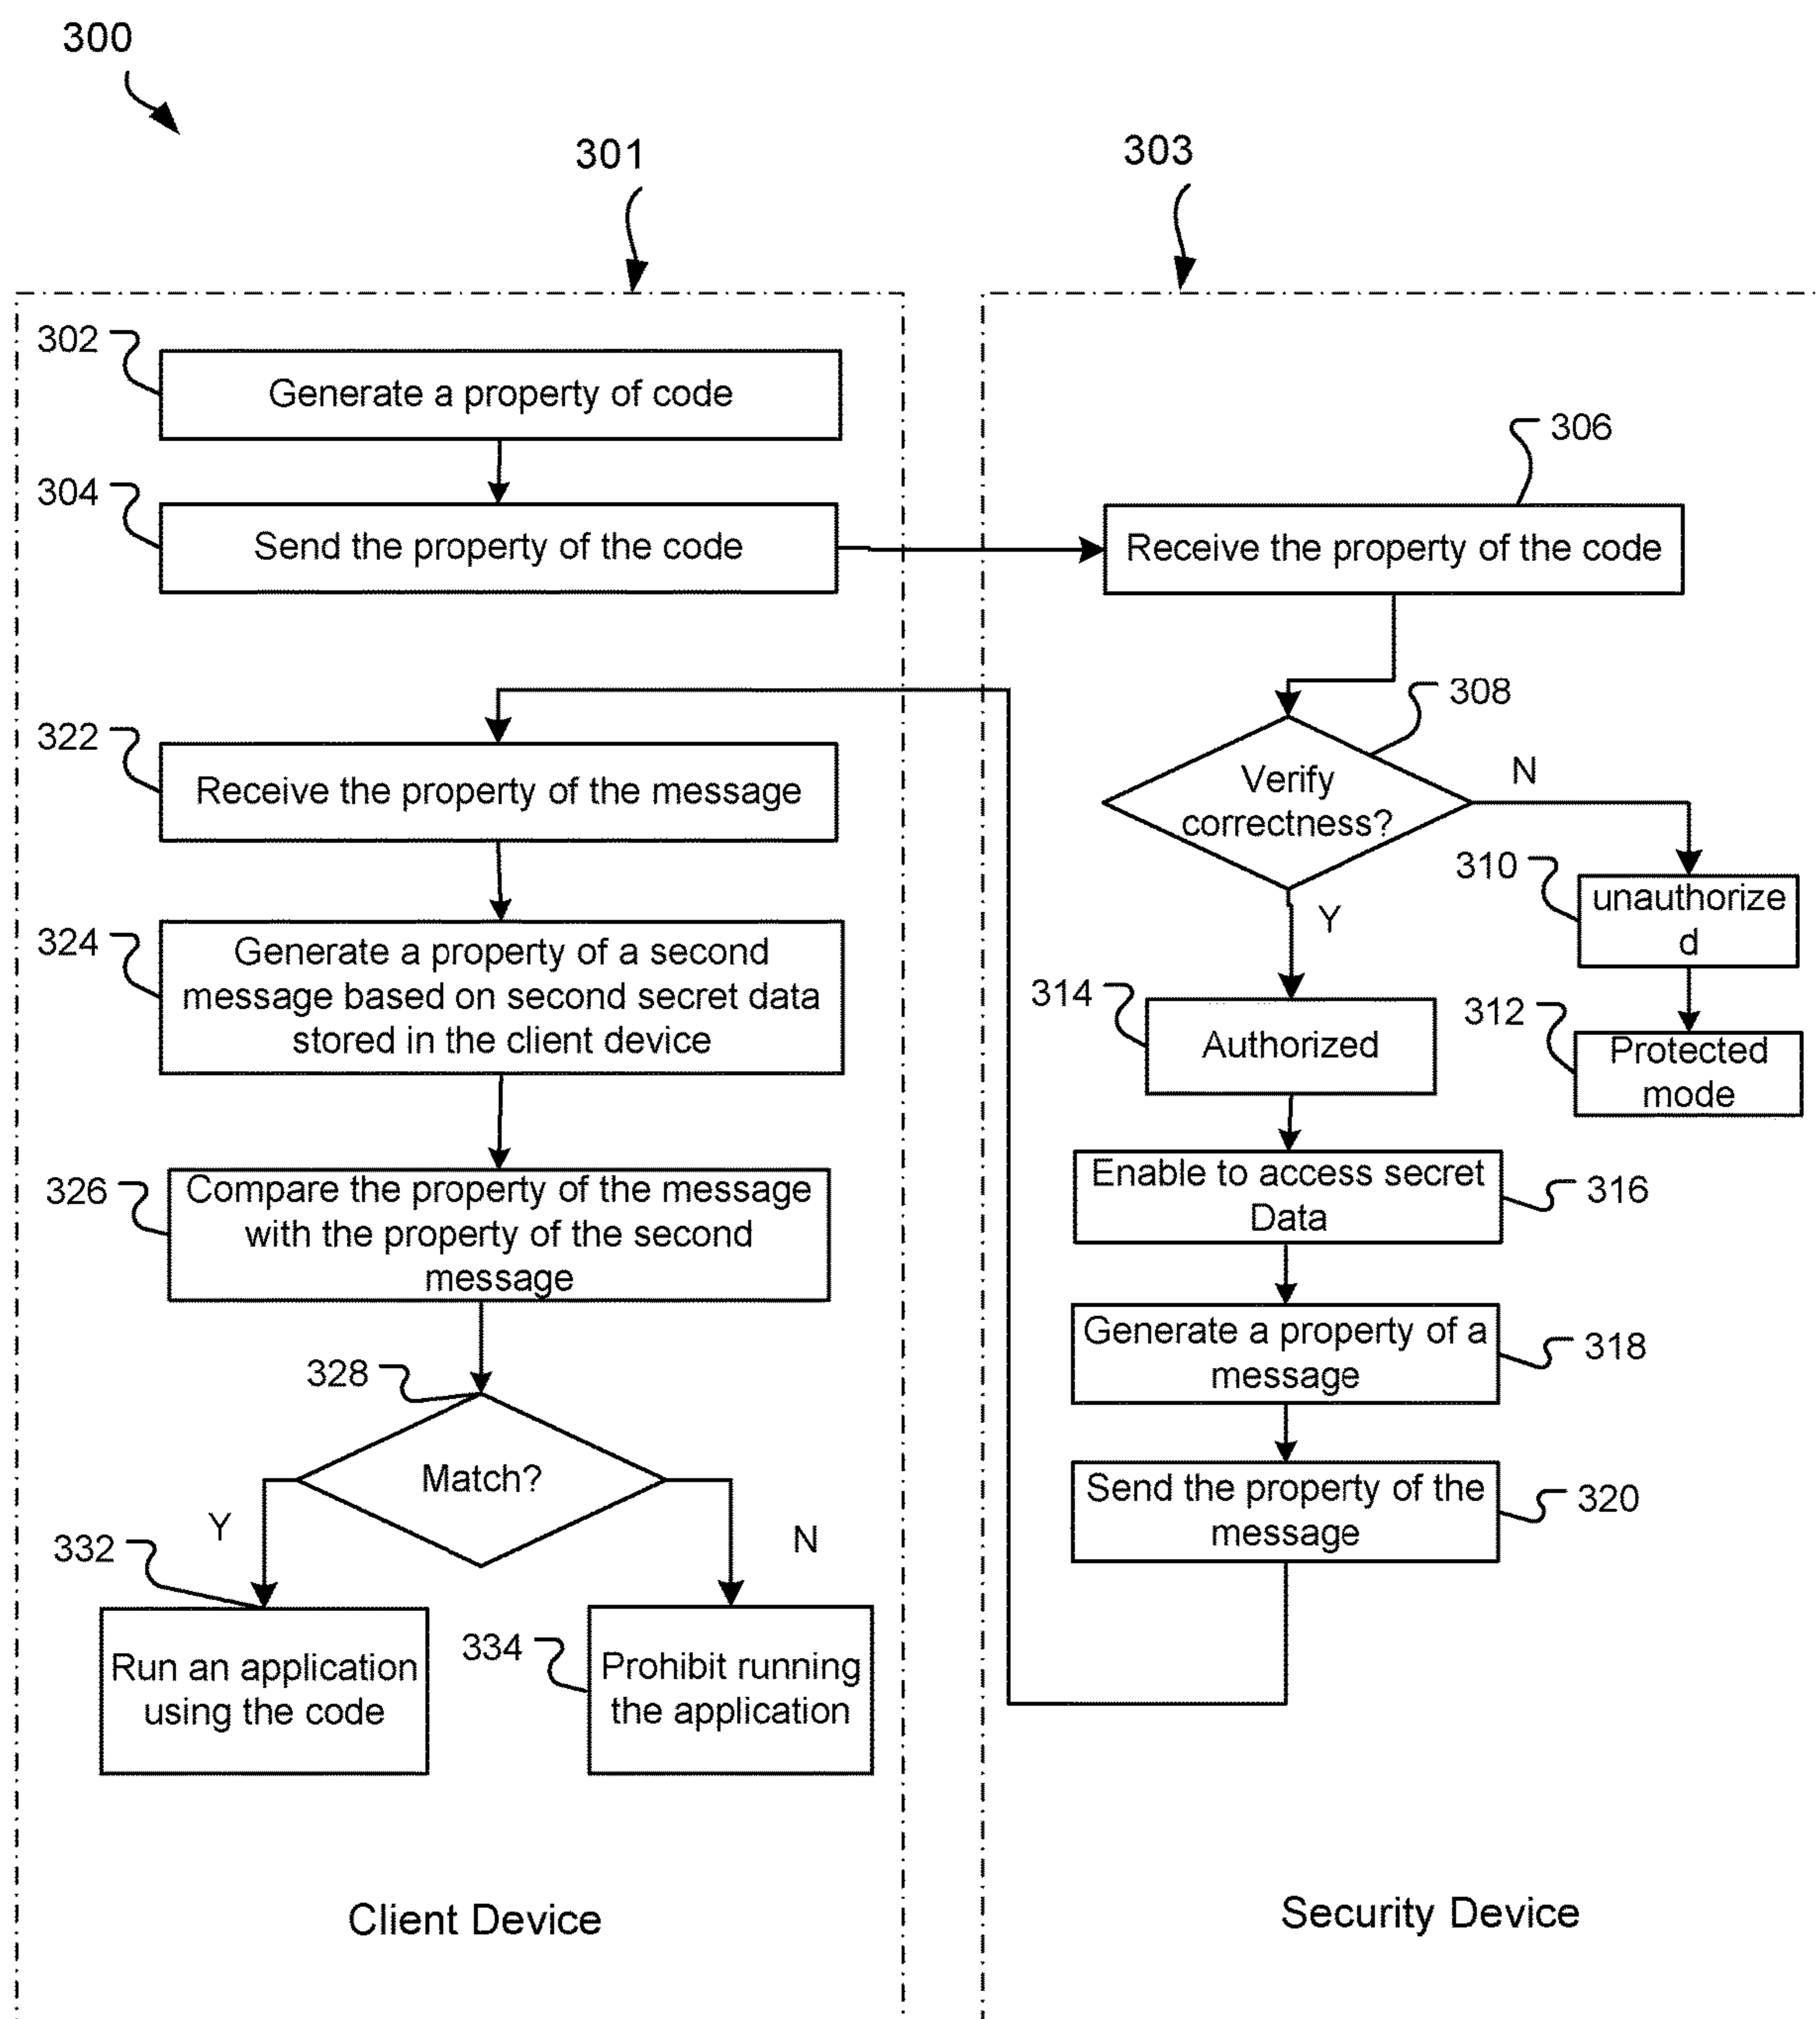 300
301
303
302
Generate a property of code
304
Send the property of the code
306
Receive the property of the code
308
Verify
correctness?
N
Y
310
unauthorize
d
312
Protected
mode
314
Authorized
Enable to access secret
Data
316
Generate a property of a
message
318
Send the property of the
message
320
322
Receive the property of the message
324
Generate a property of a second
message based on second secret data
stored in the client device
326
Compare the property of the message
with the property of the second
message
328
Match?
Y
N
332
Run an application
using the code
334
Prohibit running
the application
Client Device
Security Device